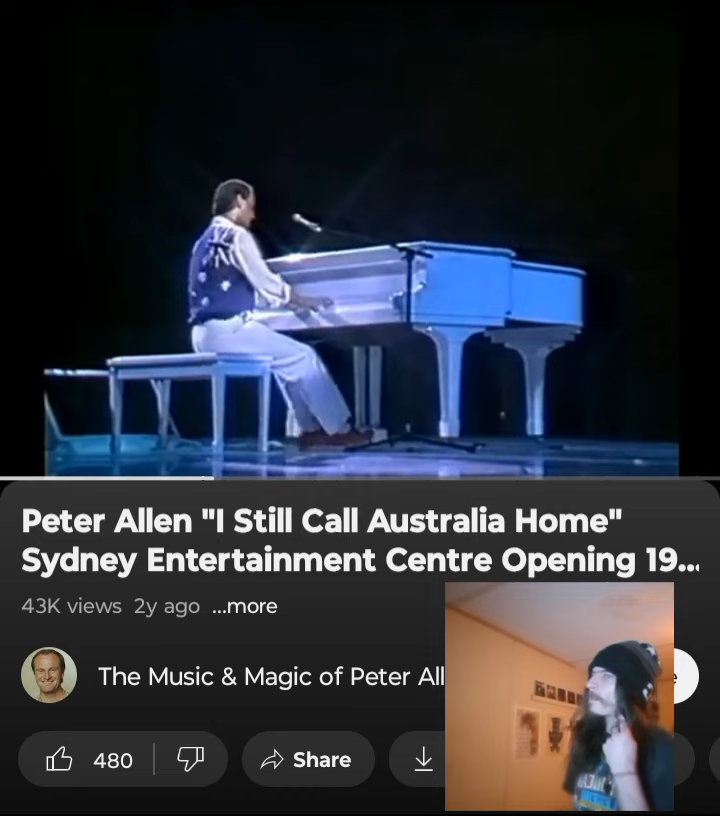 Peter Allen "I Still Call Australia Home"
Sydney Entertainment Centre Opening 19...
43K views 2y ago ...more
The Music & Magic of Peter All
480
Share